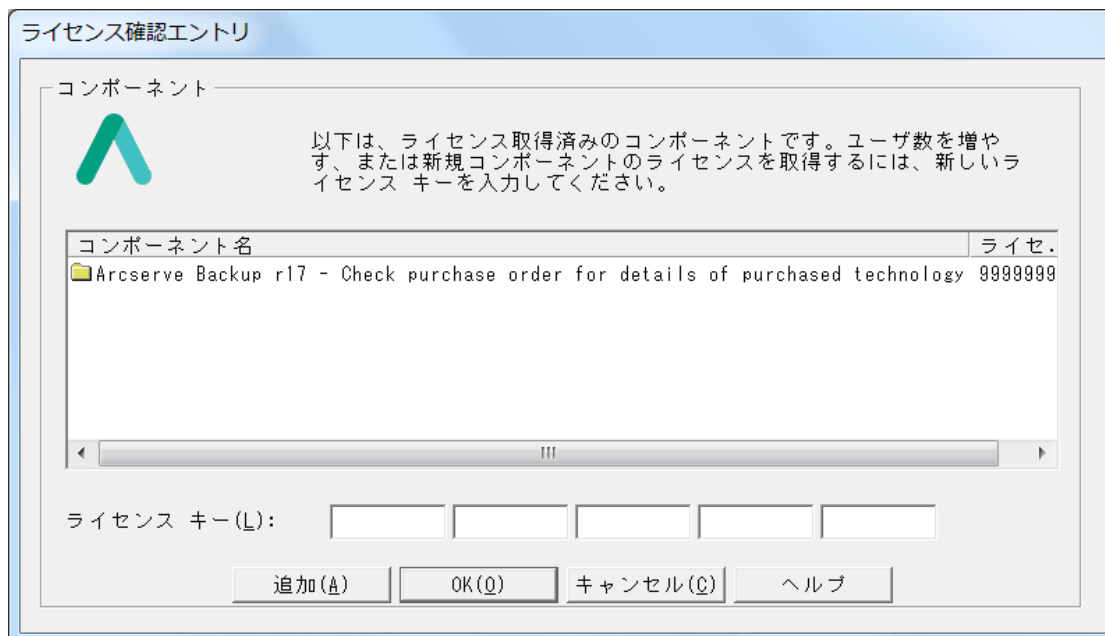 ライセンス確認エントリ
コンポーネント
以下は、ライセンス取得済みのコンポーネントです。ユーザ数を増や
す、または新規コンポーネントのライセンスを取得するには、新しいラ
イセンス キーを入力してください。
コンポーネント名 ライセ.
Arcserve Backup r17 - Check purchase order for details of purchased technology 9999999
ライセンス キー(L):
追加(A) OK(O) キャンセル(C) ヘルプ